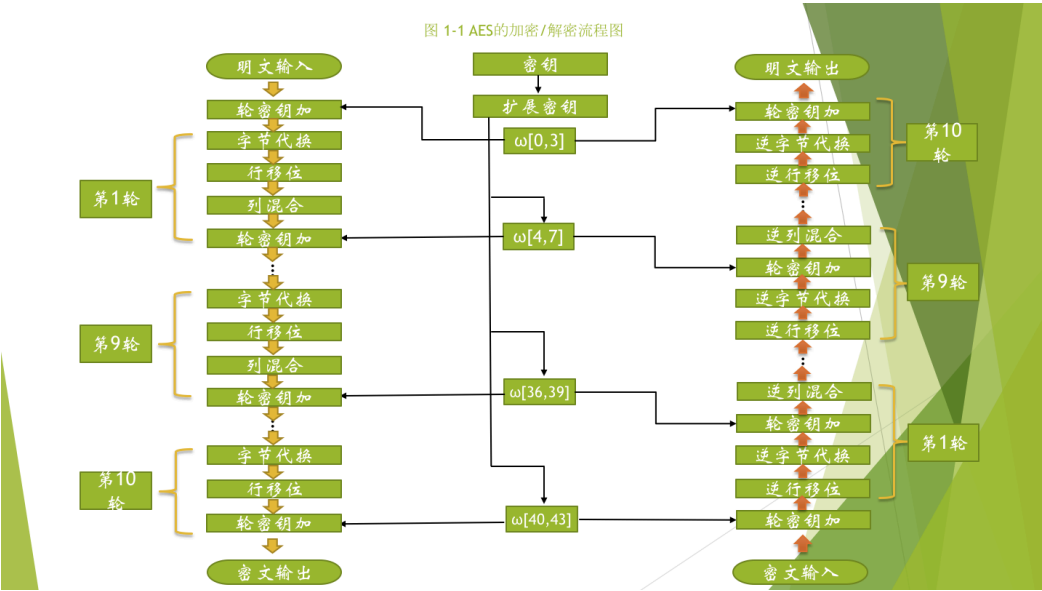 图 1-1 AES的加密/解密流程图
明文输入
轮密钥加
字节代换
行移位
列混合
轮密钥加
⋮
字节代换
行移位
列混合
轮密钥加
⋮
字节代换
行移位
轮密钥加
密文输出
第1轮
第9轮
第10
轮
密钥
扩展密钥
ω[0,3]
ω[4,7]
ω[36,39]
ω[40,43]
明文输出
轮密钥加
逆字节代换
逆行移位
⋮
逆列混合
轮密钥加
逆字节代换
逆行移位
⋮
逆列混合
轮密钥加
逆字节代换
逆行移位
轮密钥加
密文输入
第10
轮
第9轮
第1轮